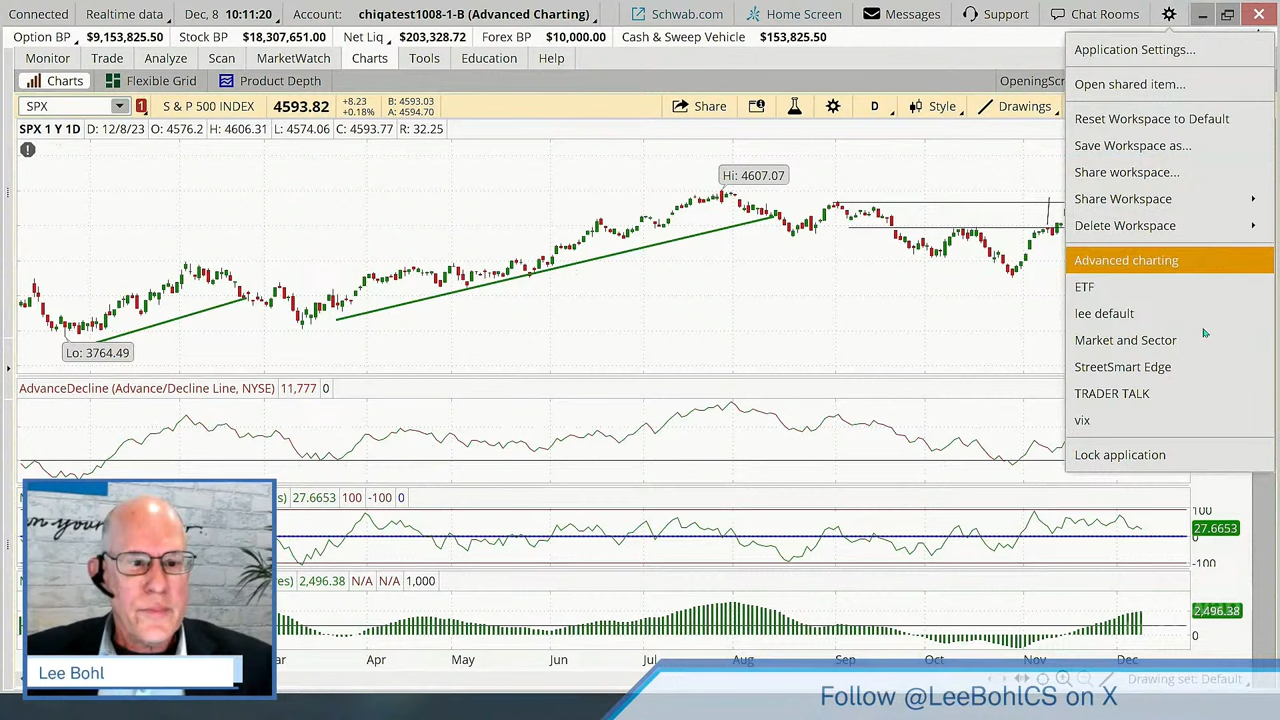 Connected Realtime data Dec, 8 10:11:20 Account: chiqatest1008-1-B (Advanced Charting) Schwab.com Home Screen Messages Support Chat Rooms
Option BP $9,153,825.50 Stock BP $18,307,651.00 Net Liq $203,328.72 Forex BP $10,000.00 Cash & Sweep Vehicle $153,825.50
Monitor Trade Analyze Scan MarketWatch Charts Tools Education Help
Charts Flexible Grid Product Depth OpeningScr
SPX 1 S & P 500 INDEX 4593.82 +8.23 +0.18% B: 4593.03 A: 4594.70 Share D Style Drawings
SPX 1 Y 1D D: 12/8/23 O: 4576.2 H: 4606.31 L: 4574.06 C: 4593.77 R: 32.25
Hi: 4607.07
Lo: 3764.49
Application Settings...
Open shared item...
Reset Workspace to Default
Save Workspace as...
Share workspace...
Share Workspace
Delete Workspace
Advanced charting
ETF
lee default
Market and Sector
StreetSmart Edge
TRADER TALK
vix
Lock application
AdvanceDecline (Advance/Decline Line, NYSE) 11,777 0
s) 27.6653 100 -100 0
100
27.6653
0
-100
es) 2,496.38 N/A N/A 1,000
2,496.38
0
ar Apr May Jun Jul Aug Sep Oct Nov Dec
Drawing set: Default
Lee Bohl
Follow @LeeBohlCS on X